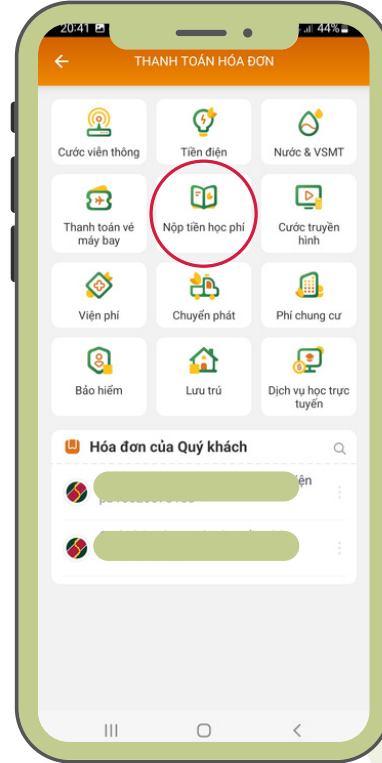 20:41
44%
THANH TOÁN HÓA ĐƠN
Cước viễn thông
Tiền điện
Nước & VSMT
Thanh toán vé
máy bay
Nộp tiền học phí
Cước truyền
hình
Viện phí
Chuyển phát
Phí chung cư
Bảo hiểm
Lưu trú
Dịch vụ học trực
tuyến
Hóa đơn của Quý khách